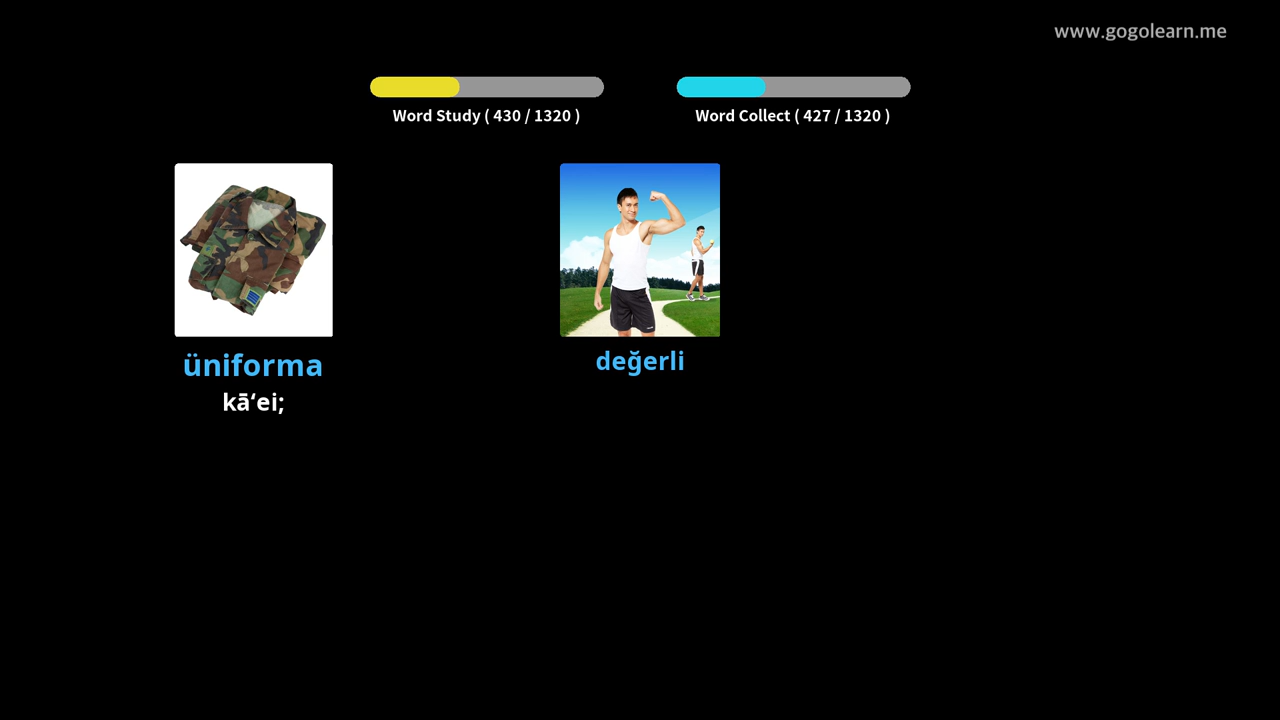 www.gogolearn.me
Word Study ( 430 / 1320 )
Word Collect ( 427 / 1320 )
üniforma
kāʻei;
değerli